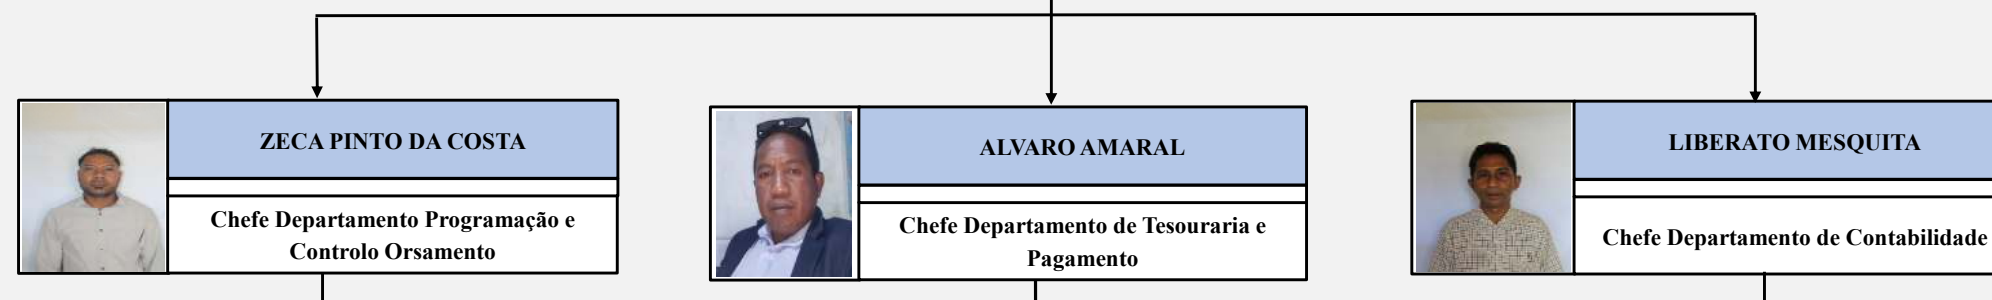 ZECA PINTO DA COSTA
Chefe Departamento Programação e
Controlo Orsamento
ALVARO AMARAL
Chefe Departamento de Tesouraria e
Pagamento
LIBERATO MESQUITA
Chefe Departamento de Contabilidade